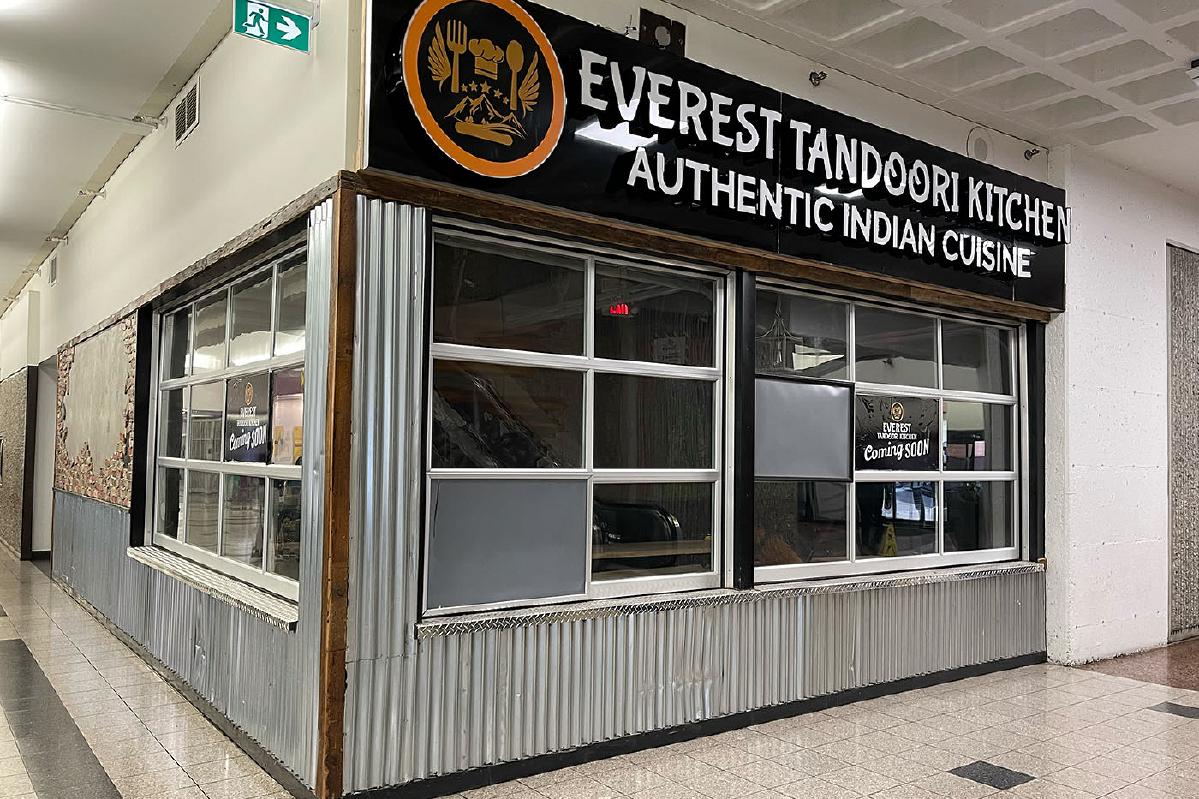 EVEREST TANDOORI KITCHEN
AUTHENTIC INDIAN CUISINE
EVEREST
TANDOORI KITCHEN
Coming SOON
EVEREST
TANDOORI KITCHEN
Coming SOON